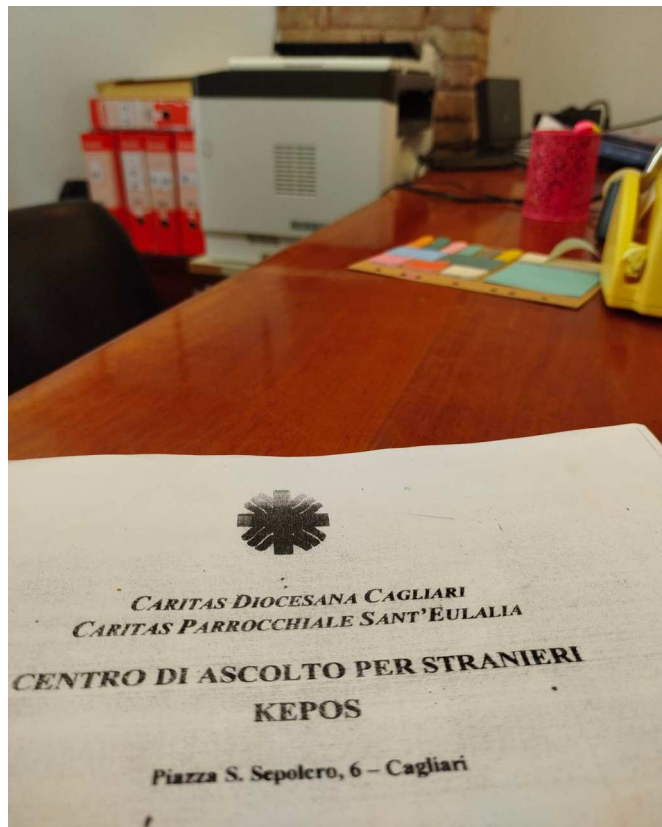 CARITAS DIOCESANA CAGLIARI
CARITAS PARROCCHIALE SANT'EULALIA
CENTRO DI ASCOLTO PER STRANIERI
KEPOS
Piazza S. Sepolcro, 6 – Cagliari